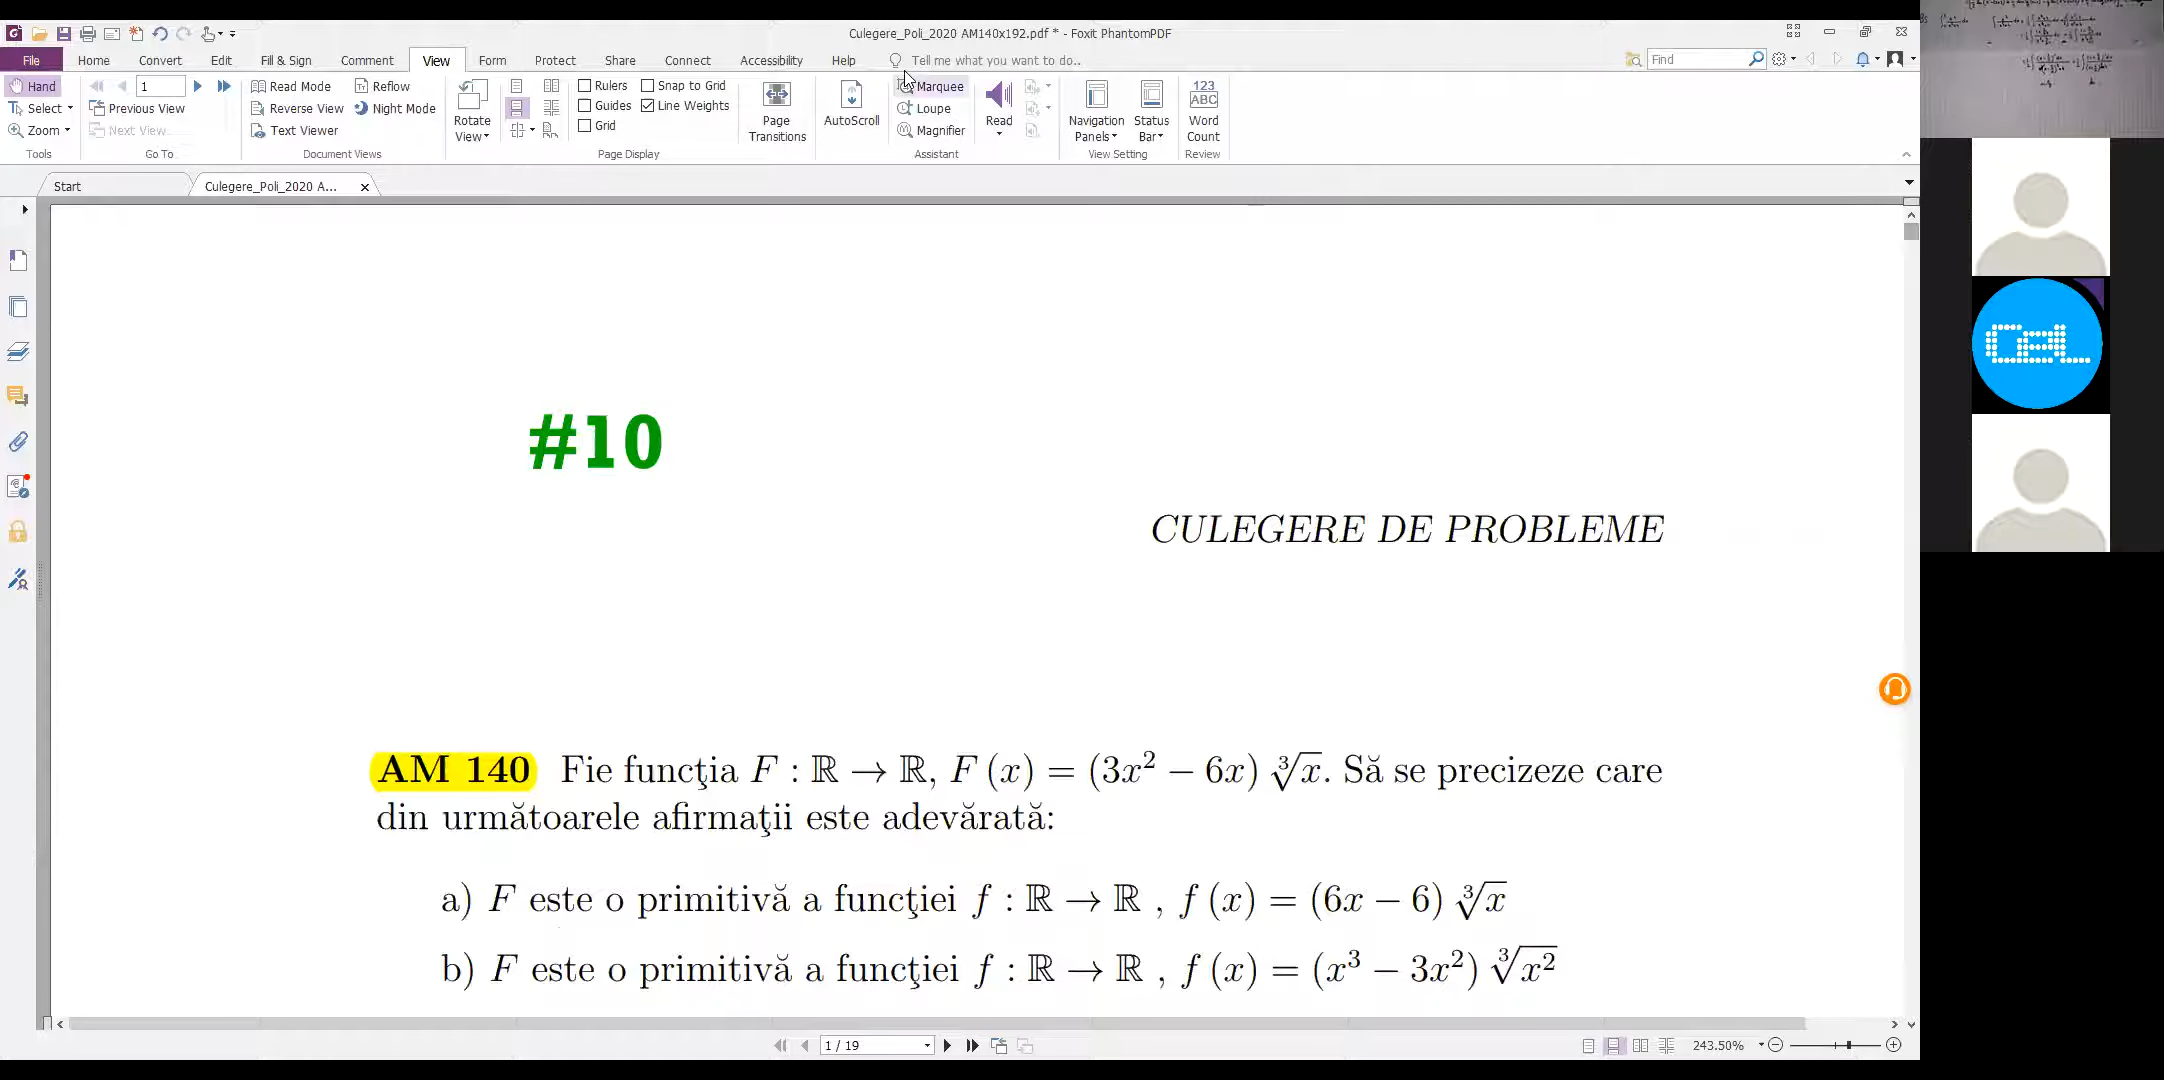 Culegere_Poli_2020 AM140x192.pdf * - Foxit PhantomPDF
File Home Convert Edit Fill & Sign Comment View Form Protect Share Connect Accessibility Help Tell me what you want to do.. Find
Hand 1 Read Mode Reflow Rulers Snap to Grid Marquee
Select Previous View Reverse View Night Mode Guides Line Weights Loupe
Zoom Next View Text Viewer Grid Magnifier
Rotate View Page Transitions AutoScroll Read Navigation Panels Status Bar 123 ABC Word Count
Tools Go To Document Views Page Display Assistant View Setting Review
Start Culegere_Poli_2020 A...
#10
CULEGERE DE PROBLEME
AM 140 Fie funcţia F : ℝ → ℝ, F (x) = (3x² − 6x) ∛x. Să se precizeze care
din următoarele afirmaţii este adevărată:
a) F este o primitivă a funcţiei f : ℝ → ℝ , f (x) = (6x − 6) ∛x
b) F este o primitivă a funcţiei f : ℝ → ℝ , f (x) = (x³ − 3x²) ∛x²
1 / 19 243.50%
CEL